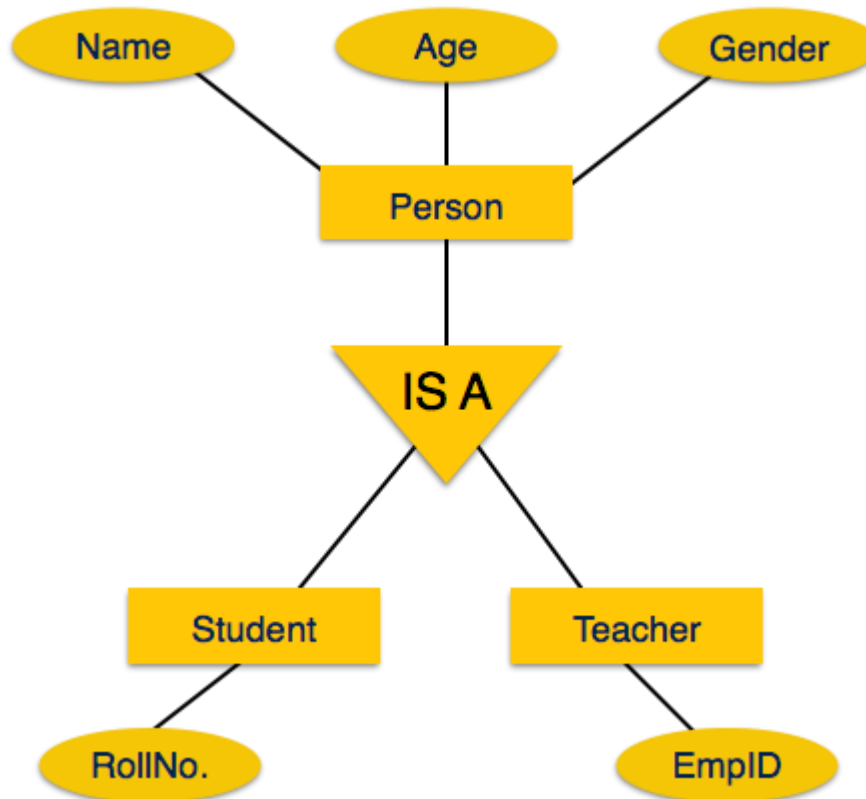 Name
Age
Gender
Person
IS A
Student
Teacher
RollNo.
EmpID